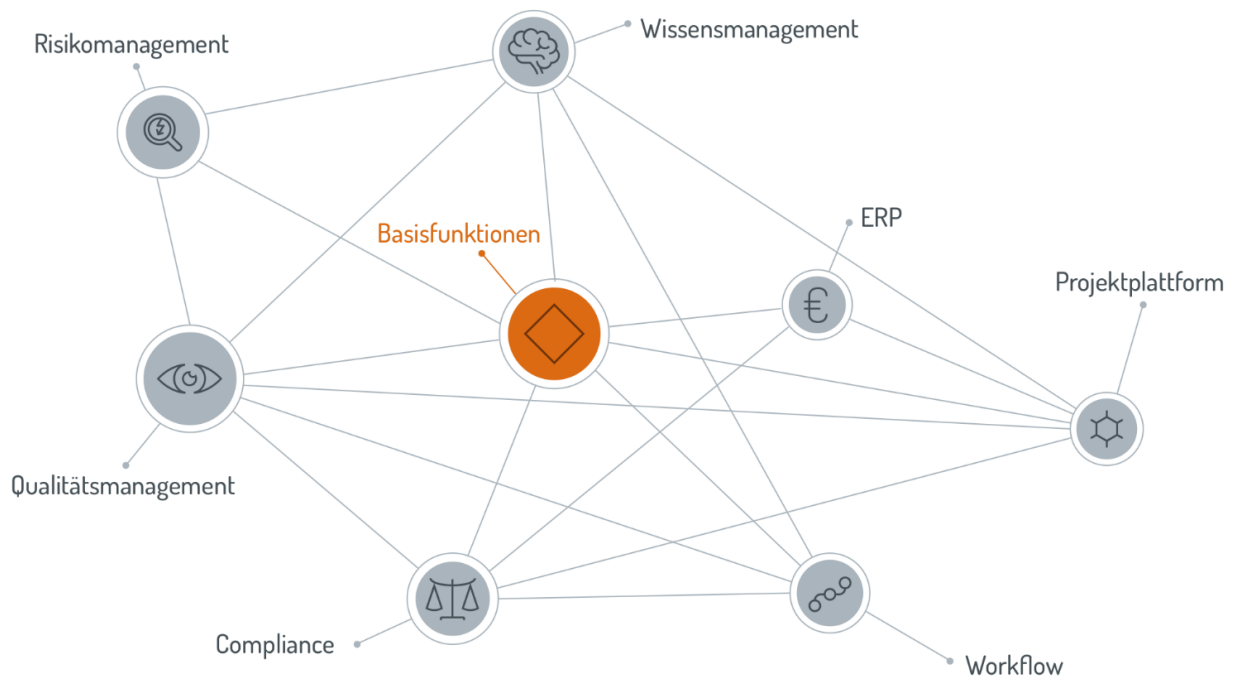 Wissensmanagement
Risikomanagement
ERP
Basisfunktionen
Projektplattform
€
Qualitätsmanagement
Compliance
Workflow